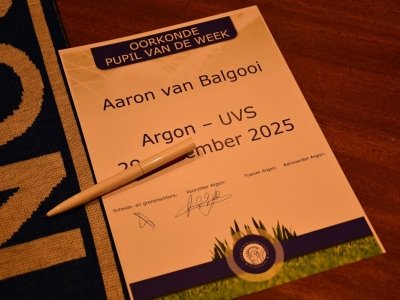 OORKONDE
PUPIL VAN DE WEEK
Aaron van Balgooi
Argon – UVS
2025
Scheids- en grensrechters: Voorzitter Argon: Trainer Argon: Aanvoerder Argon: